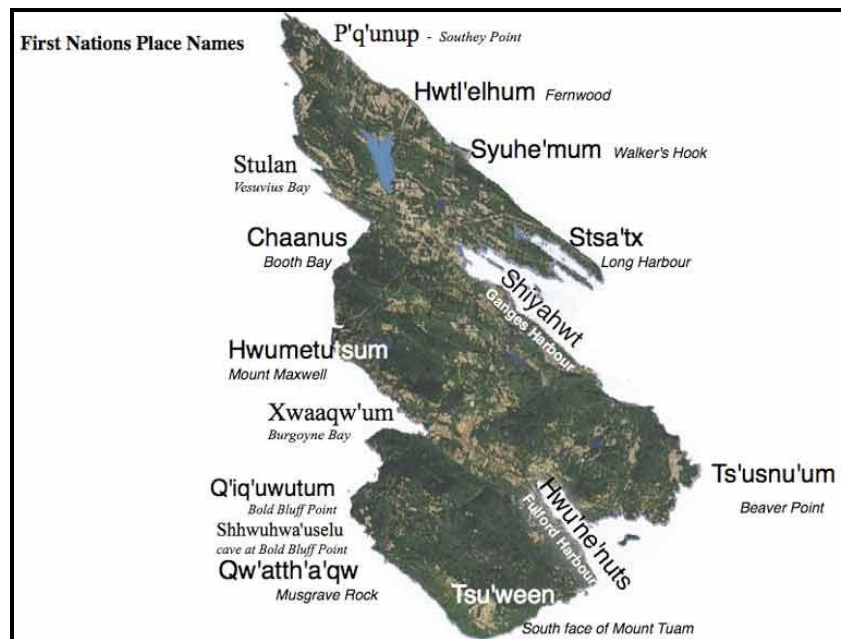 First Nations Place Names
P'q'unup - Southey Point
Hwtl'elhum Fernwood
Syuhe'mum Walker's Hook
Stulan
Vesuvius Bay
Chaanus
Booth Bay
Stsa'tx
Long Harbour
Shiyahwt
Ganges Harbour
Hwumetutsum
Mount Maxwell
Xwaaqw'um
Burgoyne Bay
Ts'usnu'um
Beaver Point
Q'iq'uwutum
Bold Bluff Point
Shhwuhwa'uselu
cave at Bold Bluff Point
Qw'atth'a'qw
Musgrave Rock
Hwu'ne'nuts
Fulford Harbour
Tsu'ween
South face of Mount Tuam